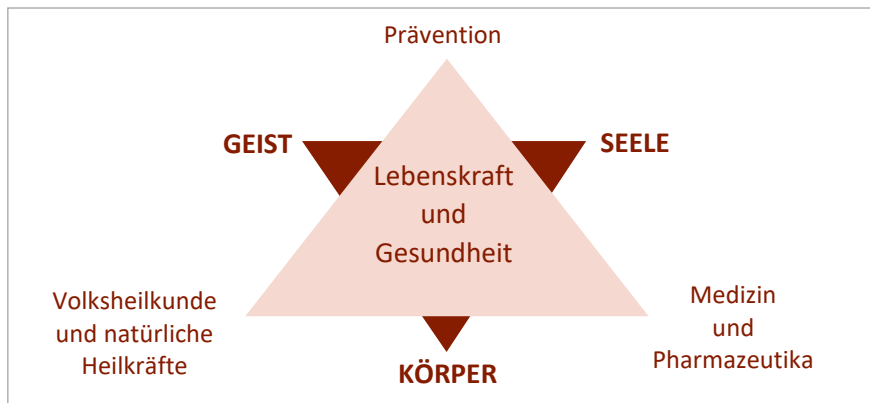 Prävention
GEIST
SEELE
Lebenskraft
und
Gesundheit
Volksheilkunde
und natürliche
Heilkräfte
Medizin
und
Pharmazeutika
KÖRPER